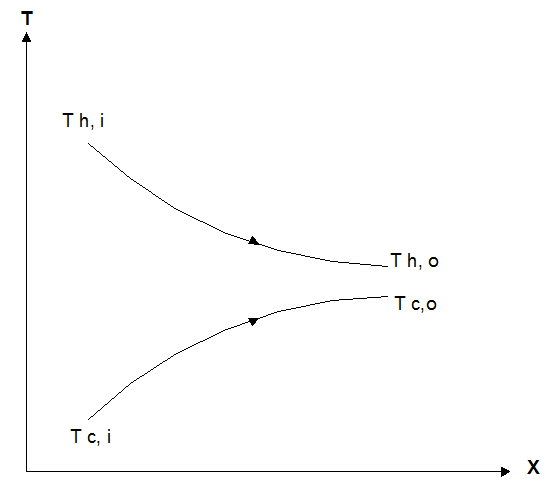 T
T h, i
T h, o
T c,o
T c, i
X